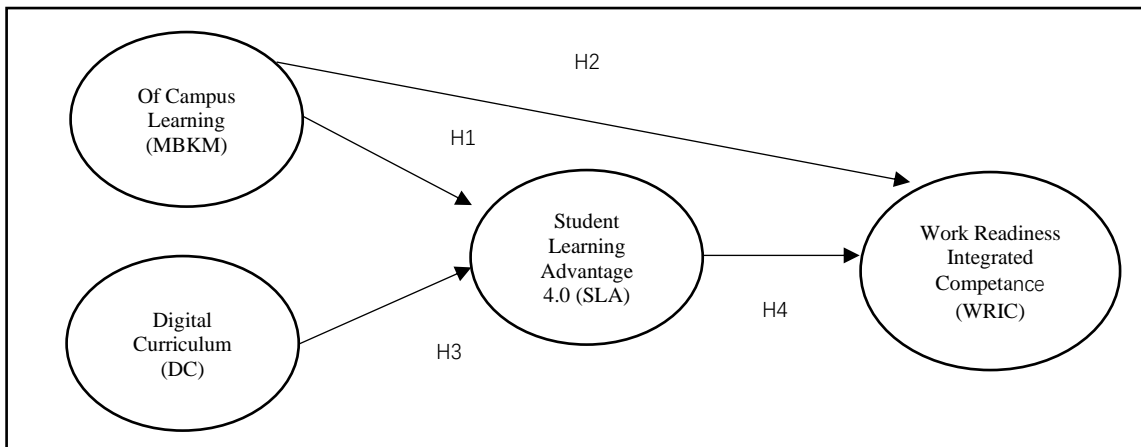 Of Campus
Learning
(MBKM)
H2
H1
Student
Learning
Advantage
4.0 (SLA)
Work Readiness
Integrated
Competance
(WRIC)
Digital
Curriculum
(DC)
H3
H4